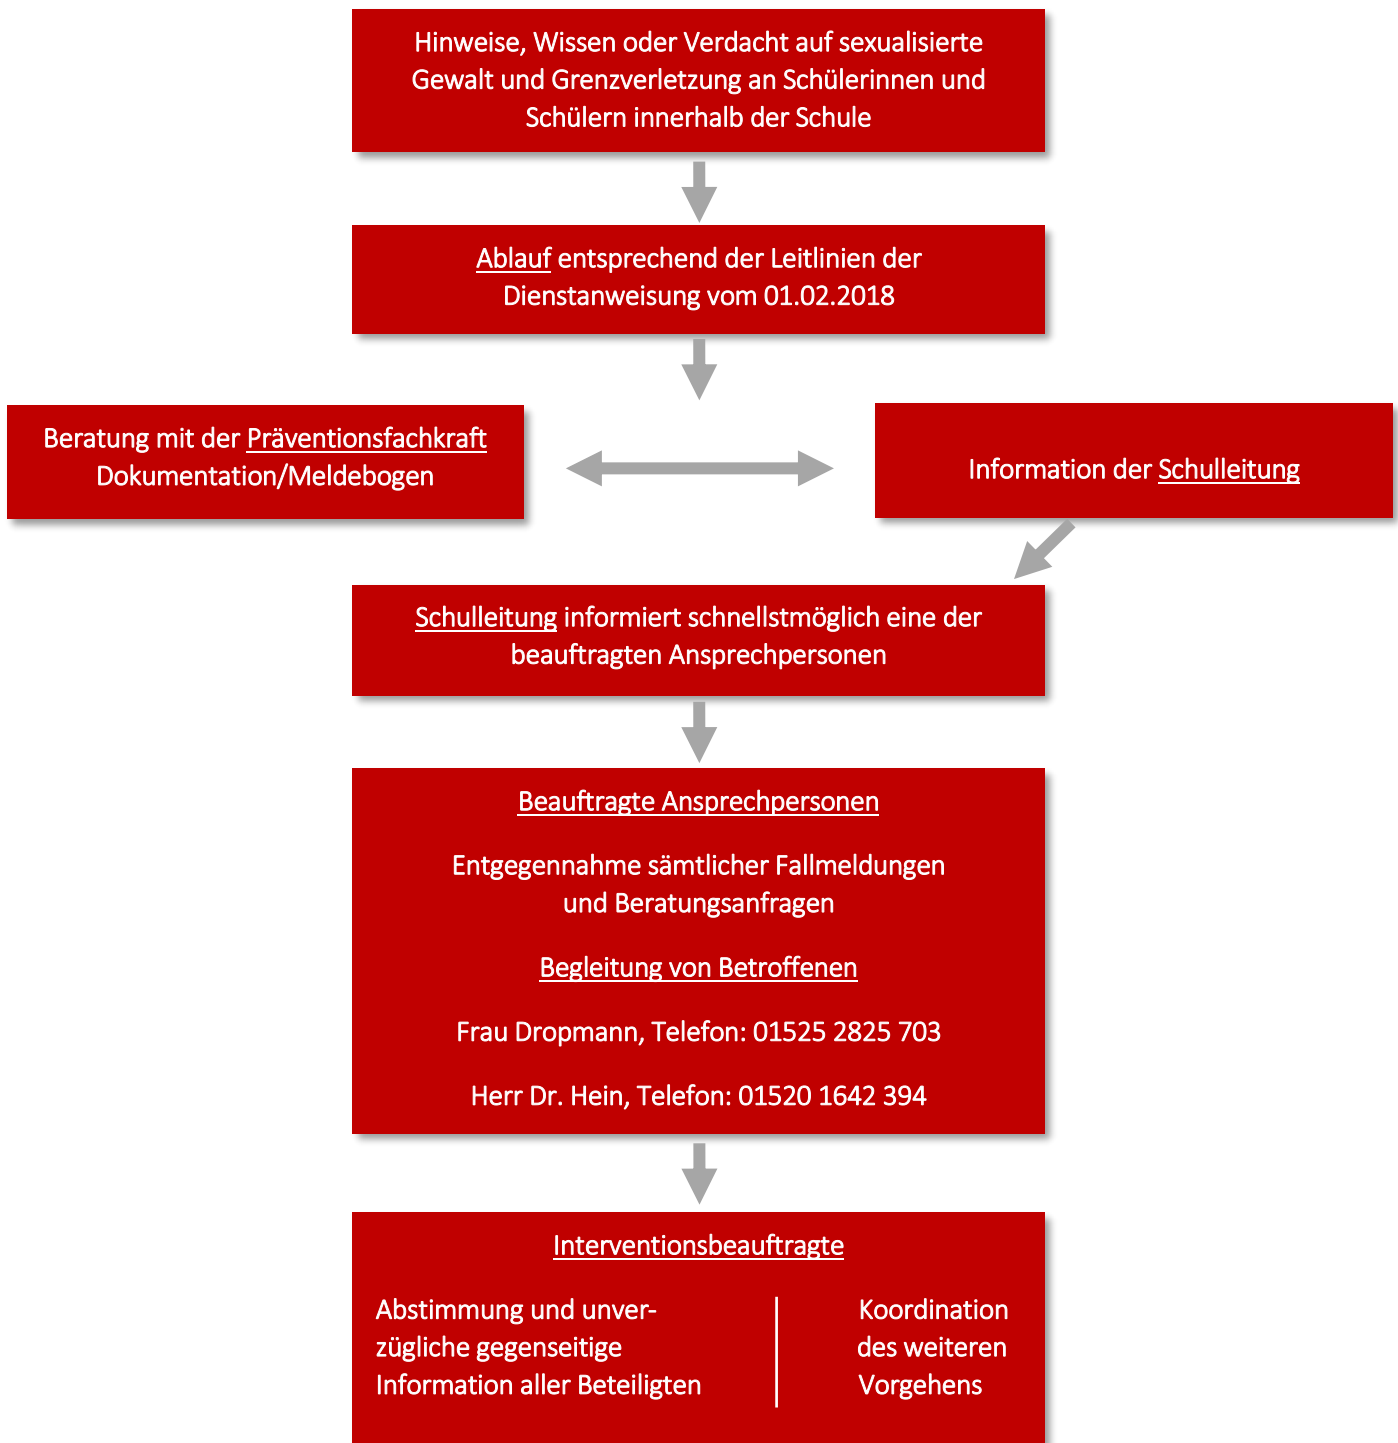 Hinweise, Wissen oder Verdacht auf sexualisierte
Gewalt und Grenzverletzung an Schülerinnen und
Schülern innerhalb der Schule
Ablauf entsprechend der Leitlinien der
Dienstanweisung vom 01.02.2018
Beratung mit der Präventionsfachkraft
Dokumentation/Meldebogen
Information der Schulleitung
Schulleitung informiert schnellstmöglich eine der
beauftragten Ansprechpersonen
Beauftragte Ansprechpersonen
Entgegennahme sämtlicher Fallmeldungen
und Beratungsanfragen
Begleitung von Betroffenen
Frau Dropmann, Telefon: 01525 2825 703
Herr Dr. Hein, Telefon: 01520 1642 394
Interventionsbeauftragte
Abstimmung und unver-
zügliche gegenseitige
Information aller Beteiligten
Koordination
des weiteren
Vorgehens